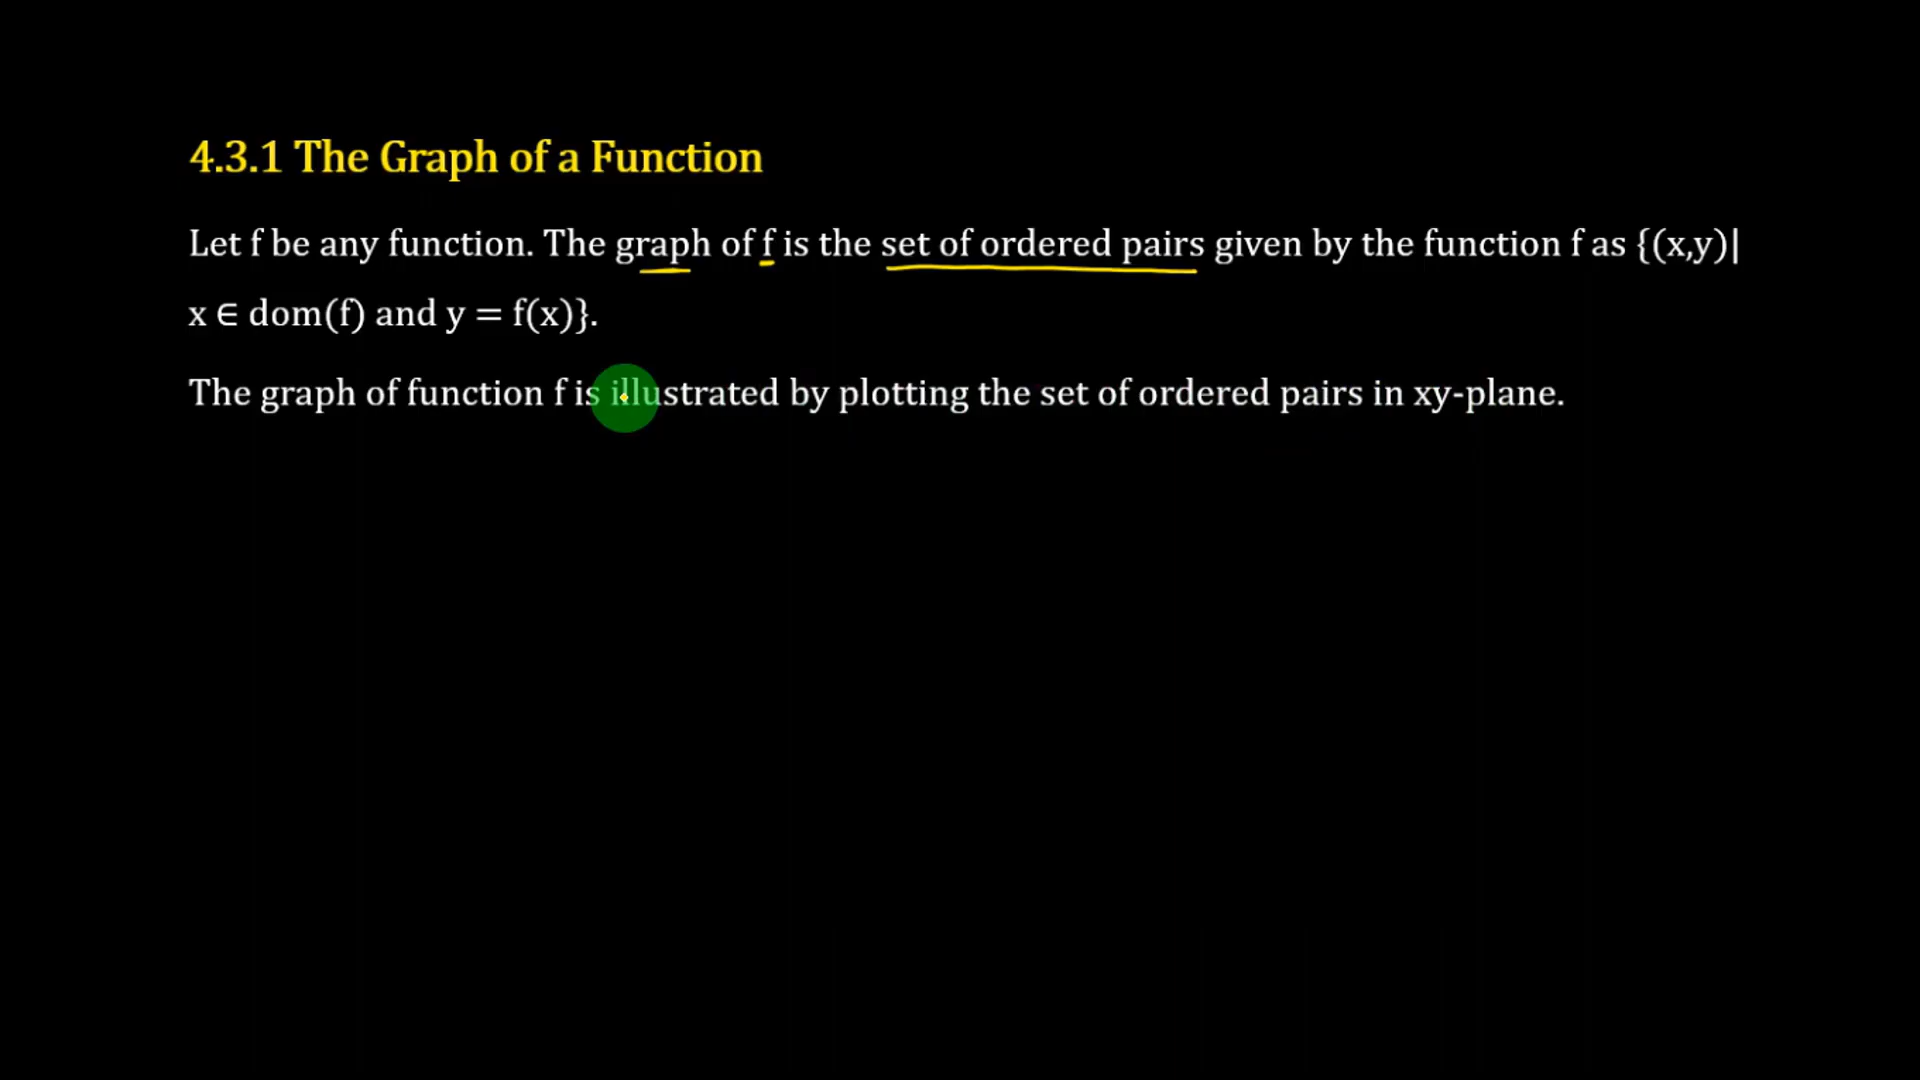 4.3.1 The Graph of a Function
Let f be any function. The graph of f is the set of ordered pairs given by the function f as {(x,y)|
x ∈ dom(f) and y = f(x)}.
The graph of function f is illustrated by plotting the set of ordered pairs in xy-plane.